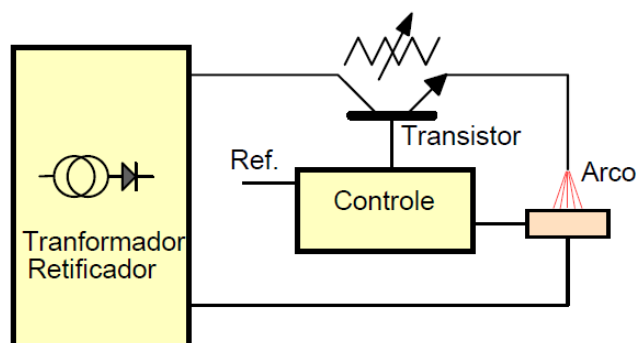 Transistor
Ref.
Arco
Controle
Tranformador
Retificador